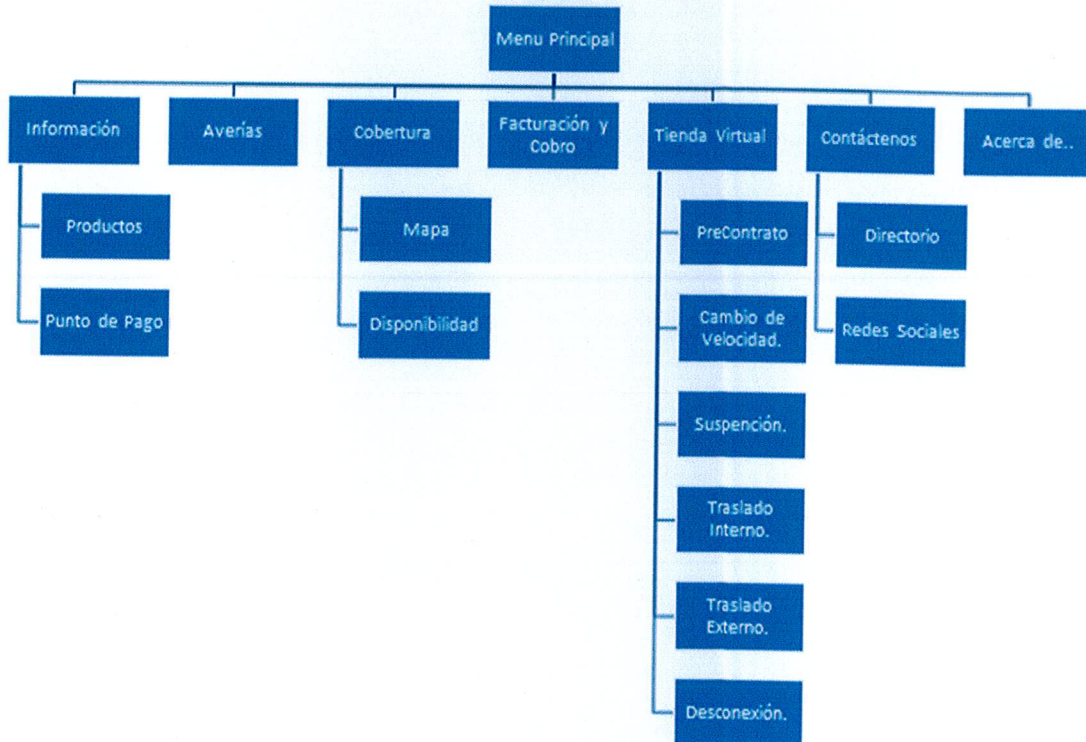 Menu Principal
Información
Averías
Cobertura
Facturación y
Cobro
Tienda Virtual
Contáctenos
Acerca de..
Productos
Punto de Pago
Mapa
Disponibilidad
PreContrato
Cambio de
Velocidad.
Suspención.
Traslado
Interno.
Traslado
Externo.
Desconexión.
Directorio
Redes Sociales